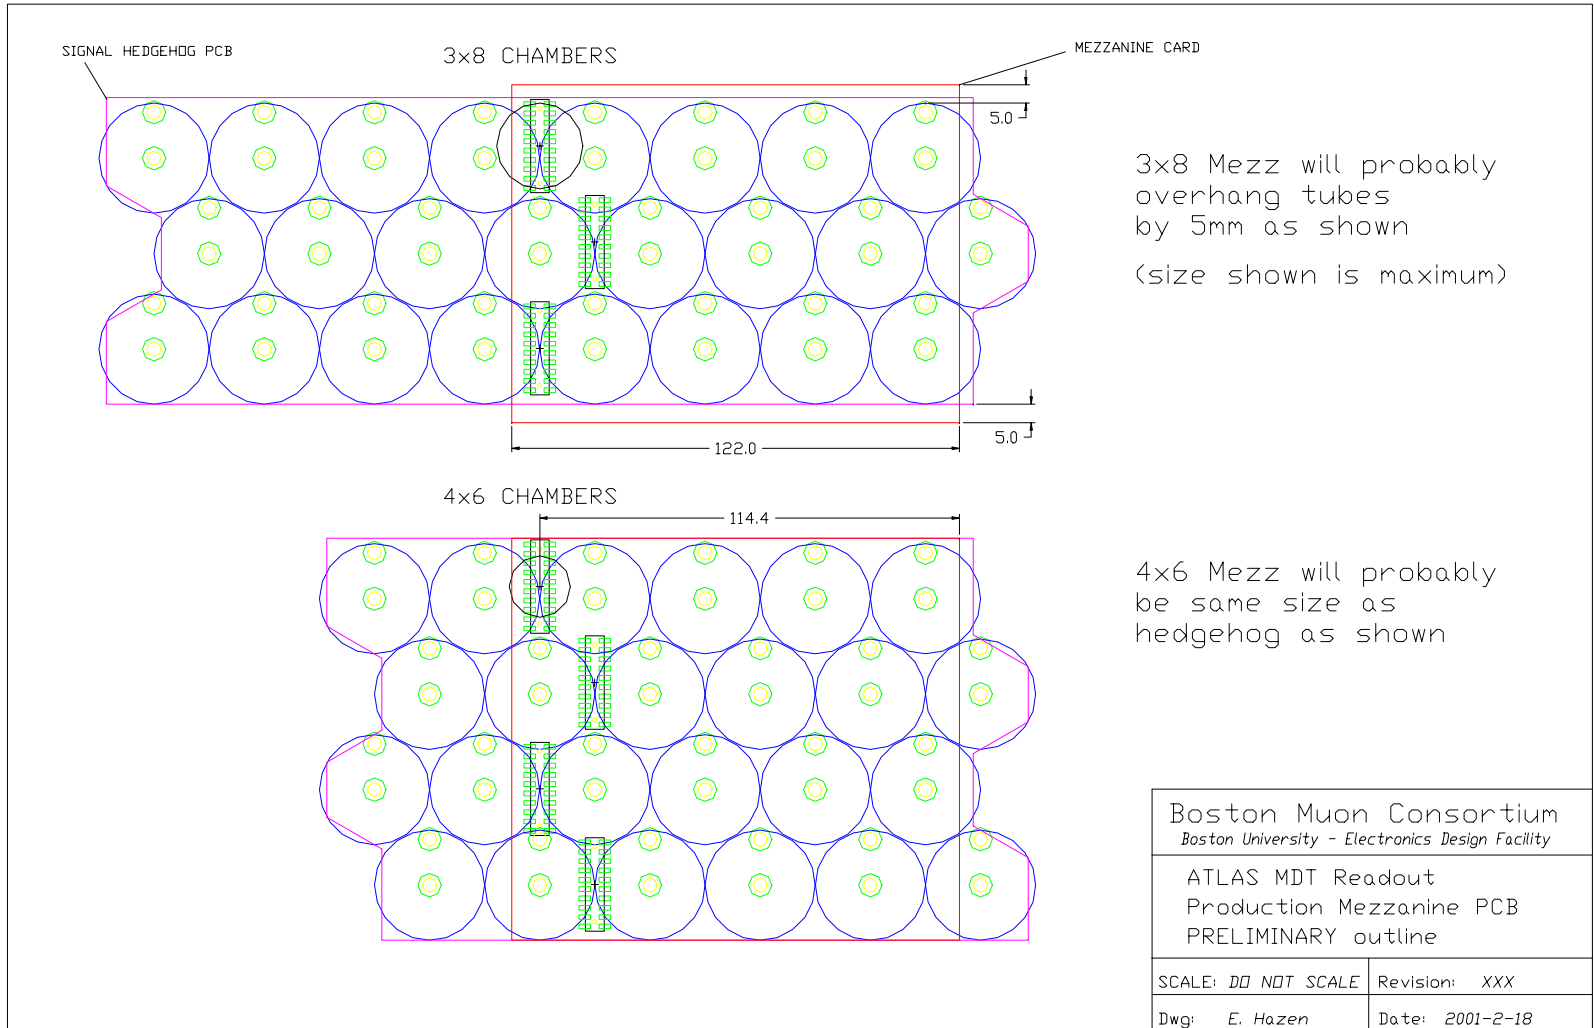 SIGNAL HEDGEHOG PCB
3x8 CHAMBERS
MEZZANINE CARD
5.0
3x8 Mezz will probably
overhang tubes
by 5mm as shown
(size shown is maximum)
5.0
122.0
4x6 CHAMBERS
114.4
4x6 Mezz will probably
be same size as
hedgehog as shown
Boston Muon Consortium
Boston University - Electronics Design Facility
ATLAS MDT Readout
Production Mezzanine PCB
PRELIMINARY outline
SCALE: DO NOT SCALE
Revision: XXX
Dwg: E. Hazen
Date: 2001-2-18